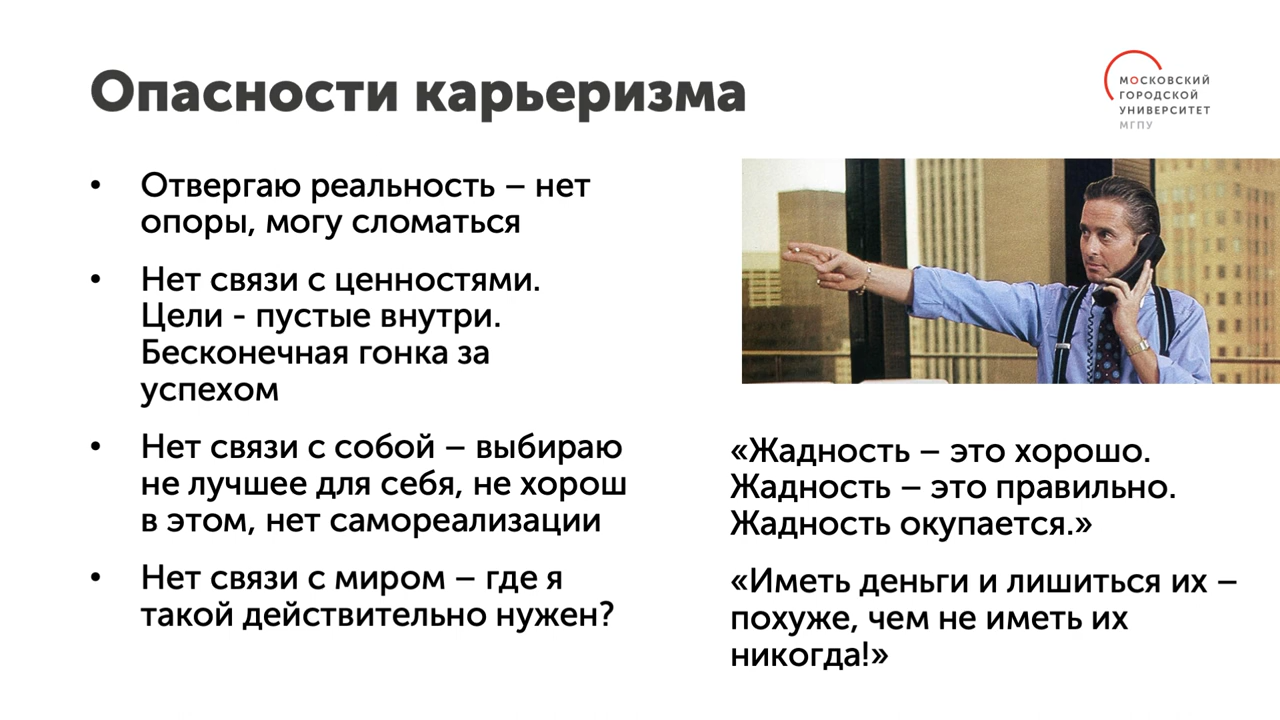 Опасности карьеризма
МОСКОВСКИЙ
ГОРОДСКОЙ
УНИВЕРСИТЕТ
МГПУ
• Отвергаю реальность – нет
опоры, могу сломаться
• Нет связи с ценностями.
Цели - пустые внутри.
Бесконечная гонка за
успехом
• Нет связи с собой – выбираю
не лучшее для себя, не хорош
в этом, нет самореализации
• Нет связи с миром – где я
такой действительно нужен?
«Жадность – это хорошо.
Жадность – это правильно.
Жадность окупается.»
«Иметь деньги и лишиться их –
похуже, чем не иметь их
никогда!»